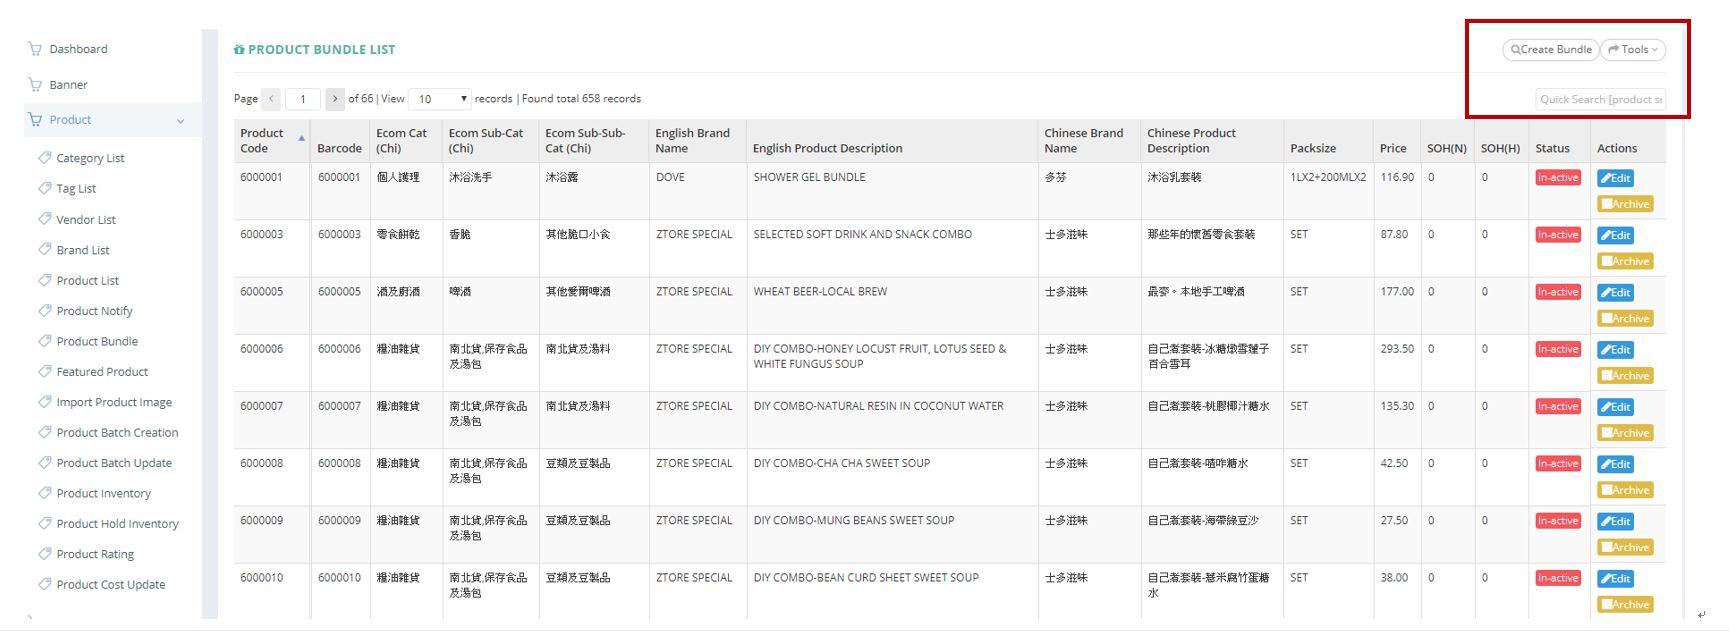 Dashboard
Banner
Product
Category List
Tag List
Vendor List
Brand List
Product List
Product Notify
Product Bundle
Featured Product
Import Product Image
Product Batch Creation
Product Batch Update
Product Inventory
Product Hold Inventory
Product Rating
Product Cost Update
PRODUCT BUNDLE LIST
Create Bundle Tools
Page < 1 > of 66 | View 10 records | Found total 658 records
Quick Search [product s
Product Code Barcode Ecom Cat (Chi) Ecom Sub-Cat (Chi) Ecom Sub-Sub-Cat (Chi) English Brand Name English Product Description Chinese Brand Name Chinese Product Description Packsize Price SOH(N) SOH(H) Status Actions
6000001 6000001 個人護理 沐浴洗手 沐浴露 DOVE SHOWER GEL BUNDLE 多芬 沐浴乳套裝 1LX2+200MLX2 116.90 0 0 In-active Edit
Archive
6000003 6000003 零食餅乾 香脆 其他脆口小食 ZTORE SPECIAL SELECTED SOFT DRINK AND SNACK COMBO 士多滋味 那些年的懷舊零食套裝 SET 87.80 0 0 In-active Edit
Archive
6000005 6000005 酒及廚酒 啤酒 其他愛爾啤酒 ZTORE SPECIAL WHEAT BEER-LOCAL BREW 士多滋味 最麥。本地手工啤酒 SET 177.00 0 0 In-active Edit
Archive
6000006 6000006 糧油雜貨 南北貨,保存食品 南北貨及湯料 ZTORE SPECIAL DIY COMBO-HONEY LOCUST FRUIT, LOTUS SEED & 士多滋味 自己煮套裝-冰糖燉雪蓮子 SET 293.50 0 0 In-active Edit
及湯包 WHITE FUNGUS SOUP 百合雪耳 Archive
6000007 6000007 糧油雜貨 南北貨,保存食品 南北貨及湯料 ZTORE SPECIAL DIY COMBO-NATURAL RESIN IN COCONUT WATER 士多滋味 自己煮套裝-桃膠椰汁糖水 SET 135.30 0 0 In-active Edit
及湯包 Archive
6000008 6000008 糧油雜貨 南北貨,保存食品 豆類及豆製品 ZTORE SPECIAL DIY COMBO-CHA CHA SWEET SOUP 士多滋味 自己煮套裝-喳咋糖水 SET 42.50 0 0 In-active Edit
及湯包 Archive
6000009 6000009 糧油雜貨 南北貨,保存食品 豆類及豆製品 ZTORE SPECIAL DIY COMBO-MUNG BEANS SWEET SOUP 士多滋味 自己煮套裝-海帶綠豆沙 SET 27.50 0 0 In-active Edit
及湯包 Archive
6000010 6000010 糧油雜貨 南北貨,保存食品 豆類及豆製品 ZTORE SPECIAL DIY COMBO-BEAN CURD SHEET SWEET SOUP 士多滋味 自己煮套裝-薏米腐竹蛋糖 SET 38.00 0 0 In-active Edit
及湯包 水 Archive